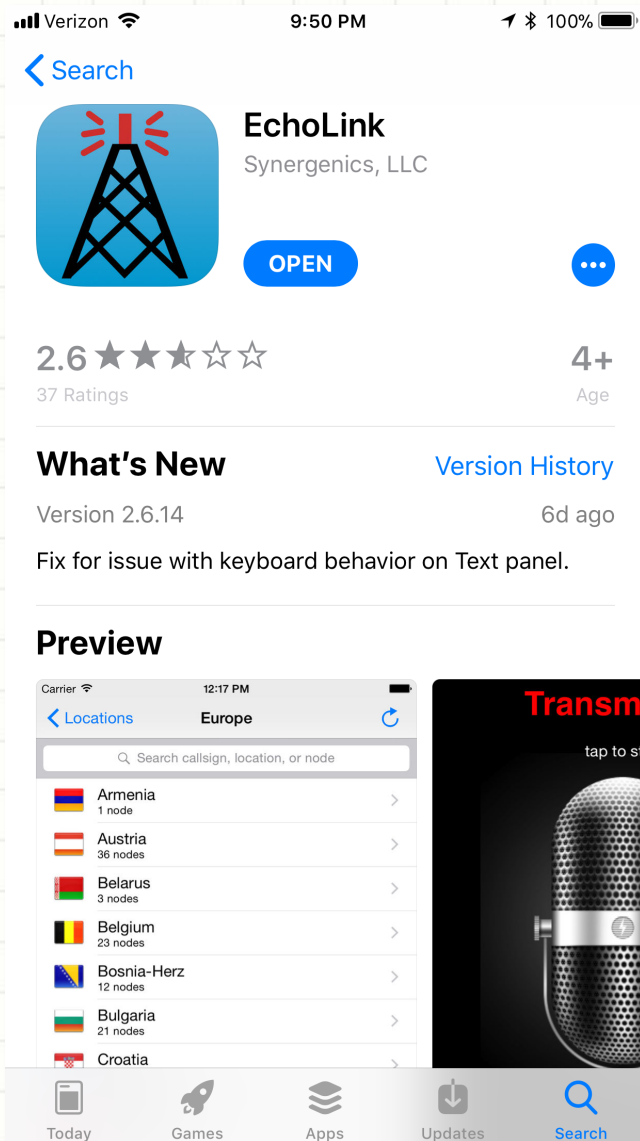 Verizon 9:50 PM 100%
Search
EchoLink
Synergenics, LLC
OPEN
2.6 4+
37 Ratings Age
What's New Version History
Version 2.6.14 6d ago
Fix for issue with keyboard behavior on Text panel.
Preview
Carrier 12:17 PM
Locations Europe
Search callsign, location, or node
Armenia
1 node
Austria
36 nodes
Belarus
3 nodes
Belgium
23 nodes
Bosnia-Herz
12 nodes
Bulgaria
21 nodes
Croatia
Transm
tap to s
Today Games Apps Updates Search